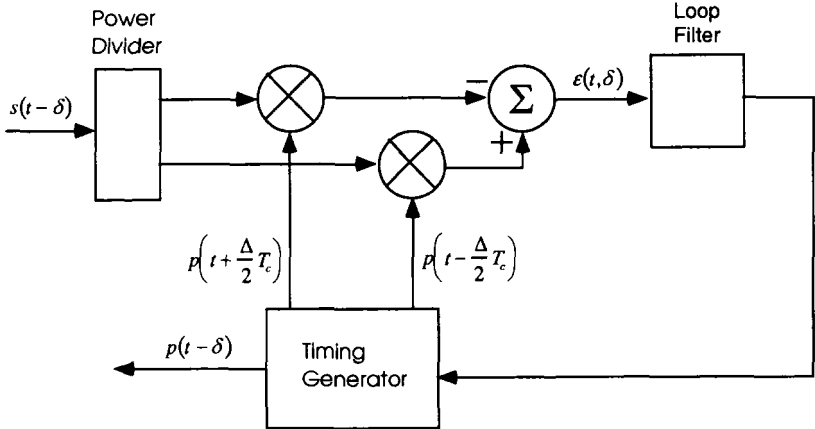 Power
Divider
Loop
Filter
s(t−δ)
−
Σ
ε(t,δ)
+
p(t + Δ/2 T_c)
p(t − Δ/2 T_c)
p(t−δ)
Timing
Generator